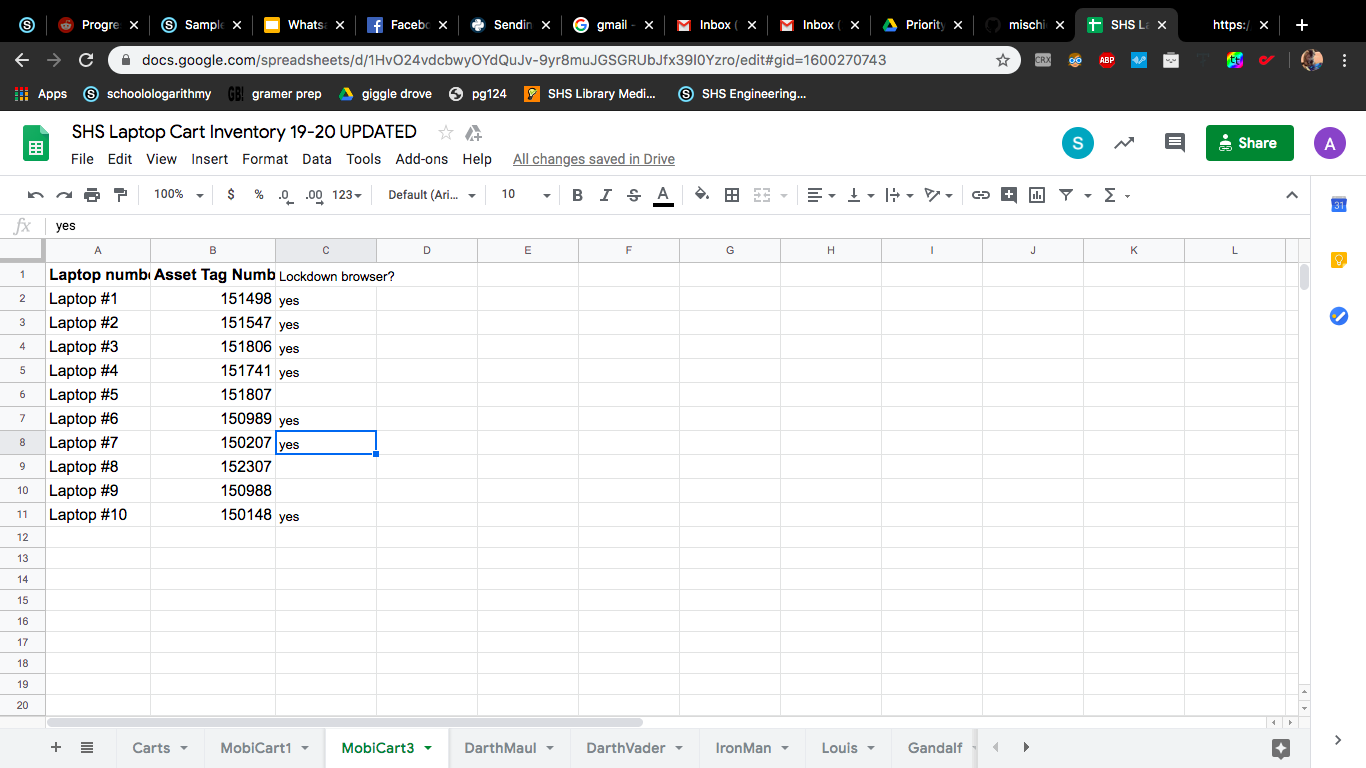 Progre Sample Whats Faceb Sendin gmail - Inbox ( Inbox ( Priority mischi SHS La https:/
docs.google.com/spreadsheets/d/1HvO24vdcbwyOYdQuJv-9yr8muJGSGRUbJfx39I0Yzro/edit#gid=1600270743
CRX ABP
Apps schoolologarithmy GB! gramer prep giggle drove pg124 SHS Library Medi... SHS Engineering...
SHS Laptop Cart Inventory 19-20 UPDATED
File Edit View Insert Format Data Tools Add-ons Help All changes saved in Drive
S Share A
100% $ % .0 .00 123 Default (Ari... 10 B I S A Σ
31
fx yes
A B C D E F G H I J K L
1 Laptop numb Asset Tag Numb Lockdown browser?
2 Laptop #1 151498 yes
3 Laptop #2 151547 yes
4 Laptop #3 151806 yes
5 Laptop #4 151741 yes
6 Laptop #5 151807
7 Laptop #6 150989 yes
8 Laptop #7 150207 yes
9 Laptop #8 152307
10 Laptop #9 150988
11 Laptop #10 150148 yes
12
13
14
15
16
17
18
19
20
Carts MobiCart1 MobiCart3 DarthMaul DarthVader IronMan Louis Gandalf